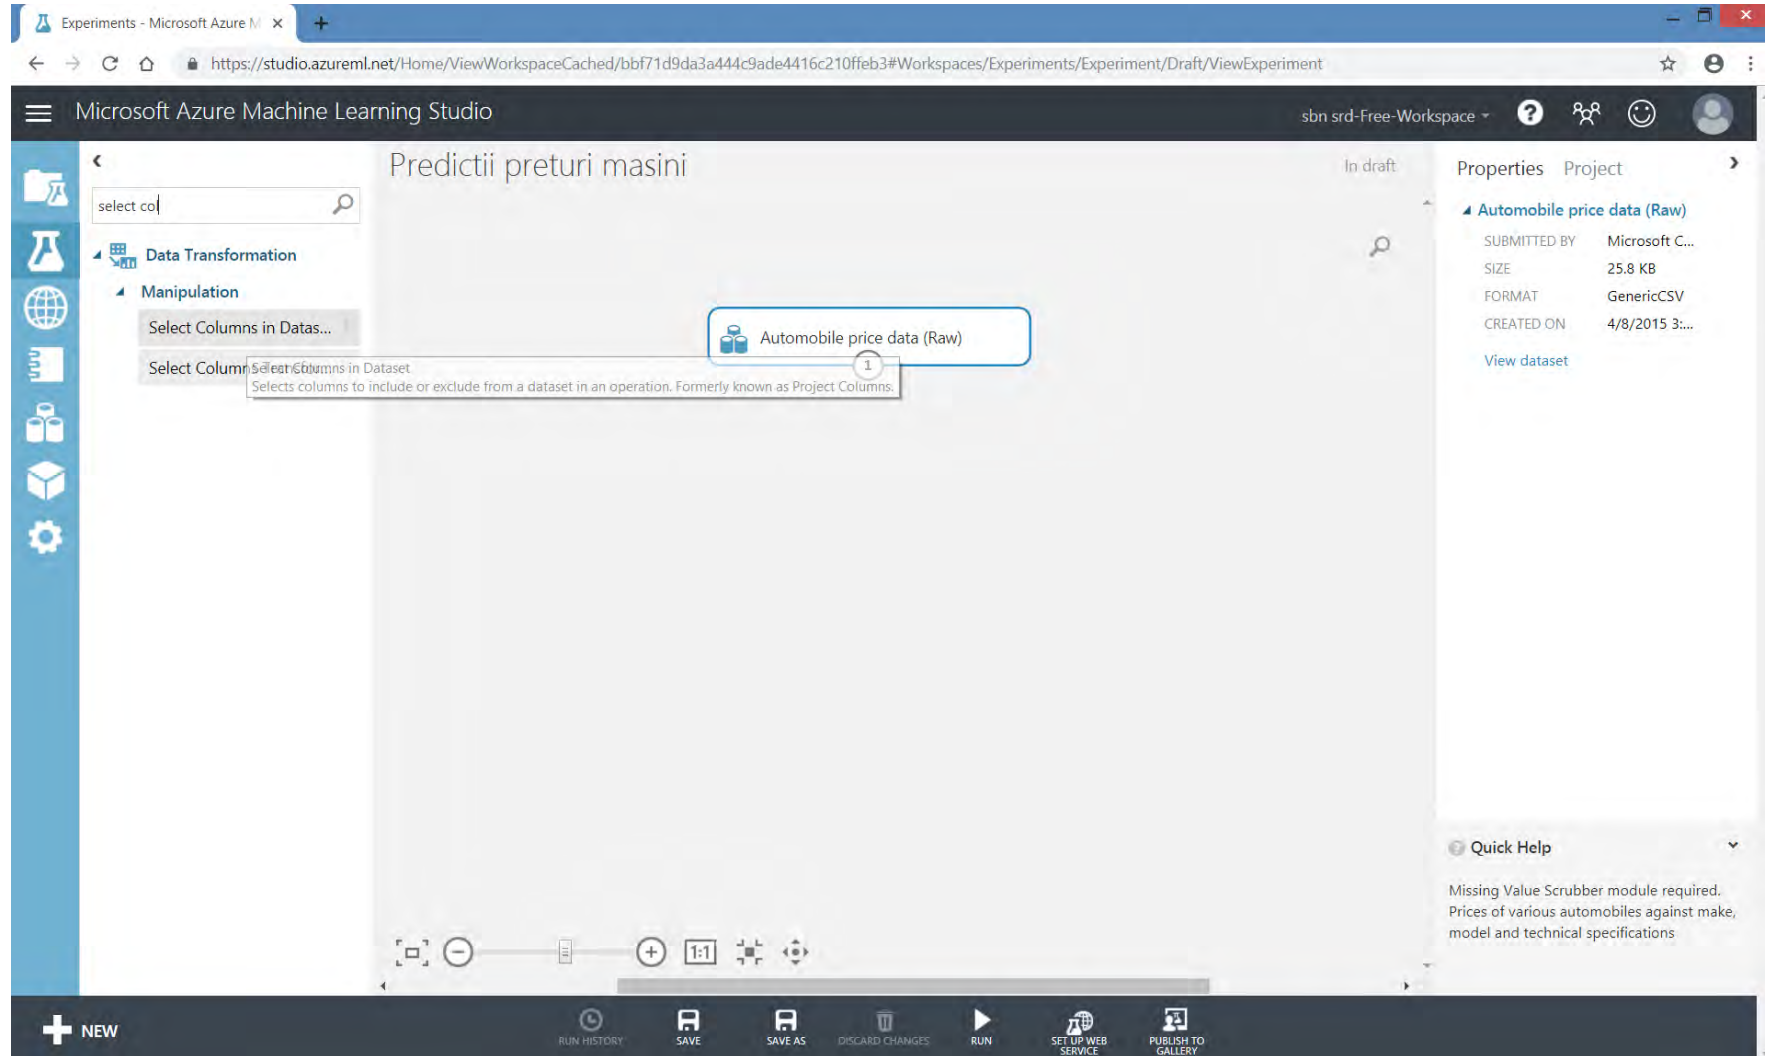 Experiments - Microsoft Azure M
https://studio.azureml.net/Home/ViewWorkspaceCached/bbf71d9da3a444c9ade4416c210ffeb3#Workspaces/Experiments/Experiment/Draft/ViewExperiment
Microsoft Azure Machine Learning Studio
sbn srd-Free-Workspace
select col
Data Transformation
Manipulation
Select Columns in Datas...
Select Columns Transform
Select Columns in Dataset
Selects columns to include or exclude from a dataset in an operation. Formerly known as Project Columns.
Predictii preturi masini
In draft
Automobile price data (Raw)
1
1:1
Properties Project
Automobile price data (Raw)
SUBMITTED BY Microsoft C...
SIZE 25.8 KB
FORMAT GenericCSV
CREATED ON 4/8/2015 3:...
View dataset
Quick Help
Missing Value Scrubber module required.
Prices of various automobiles against make,
model and technical specifications
NEW
RUN HISTORY
SAVE
SAVE AS
DISCARD CHANGES
RUN
SET UP WEB
SERVICE
PUBLISH TO
GALLERY